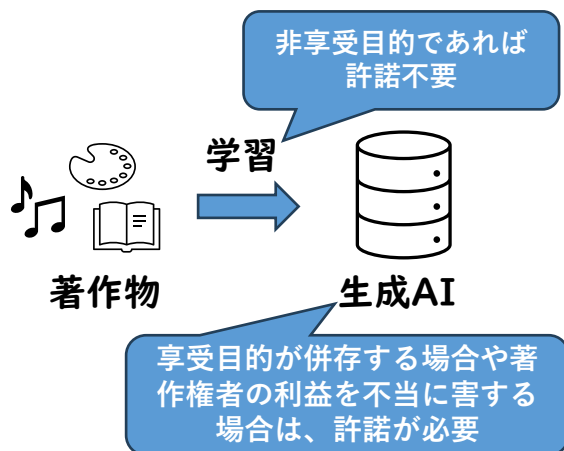 非享受目的であれば
許諾不要
学習
著作物
生成AI
享受目的が併存する場合や著
作権者の利益を不当に害する
場合は、許諾が必要